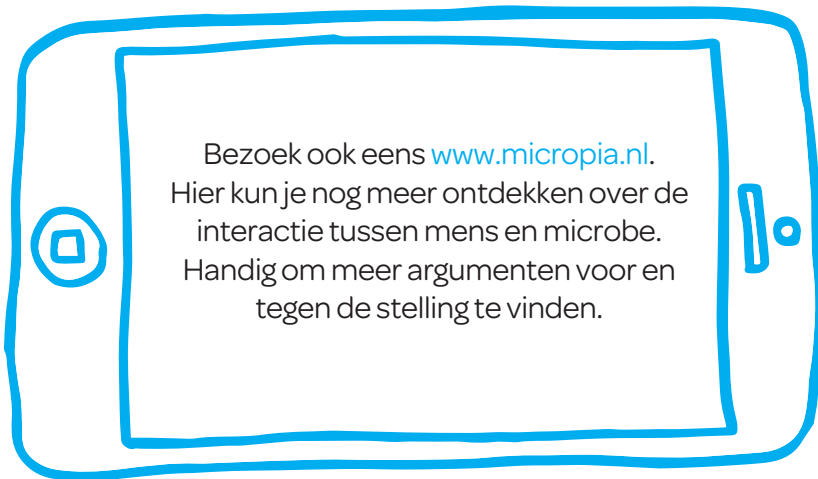 Bezoek ook eens www.micropia.nl.
Hier kun je nog meer ontdekken over de
interactie tussen mens en microbe.
Handig om meer argumenten voor en
tegen de stelling te vinden.